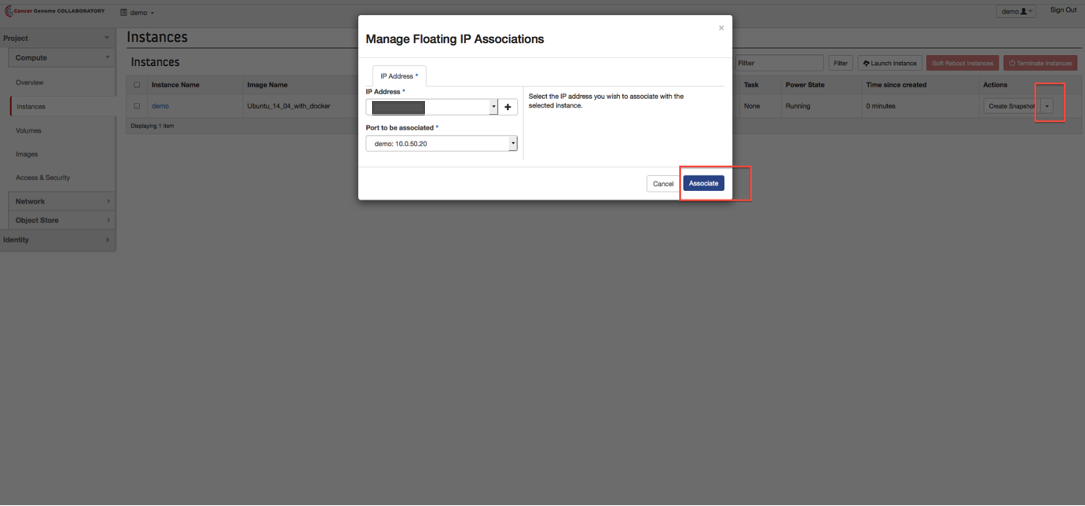 Cancer Genome COLLABORATORY
demo
demo
Sign Out
Project
Compute
Overview
Instances
Volumes
Images
Access & Security
Network
Object Store
Identity
Instances
Instances
Filter
Filter
Launch Instance
Soft Reboot Instances
Terminate Instances
Instance Name
Image Name
Task
Power State
Time since created
Actions
demo
Ubuntu_14_04_with_docker
None
Running
0 minutes
Create Snapshot
Displaying 1 item
×
Manage Floating IP Associations
IP Address *
IP Address *
Select the IP address you wish to associate with the
selected instance.
Port to be associated *
demo: 10.0.50.20
Cancel
Associate